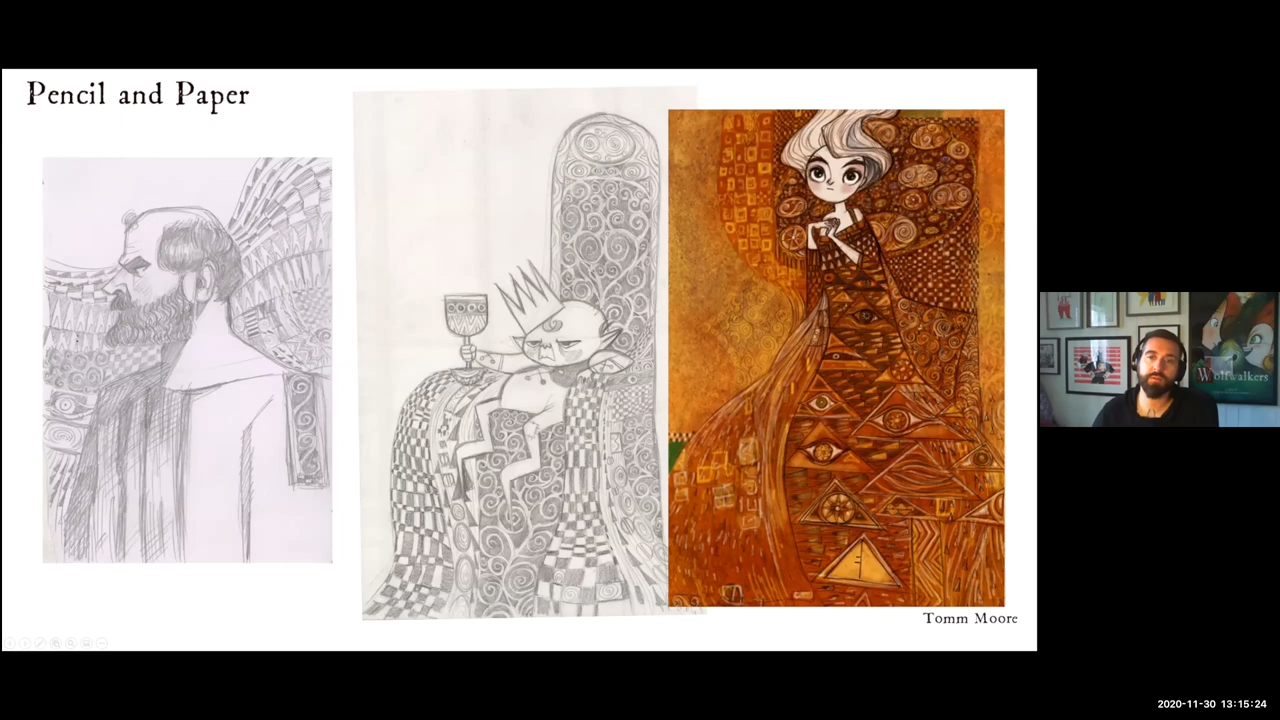 Pencil and Paper
Wolfwalkers
Tomm Moore
2020-11-30 13:15:24